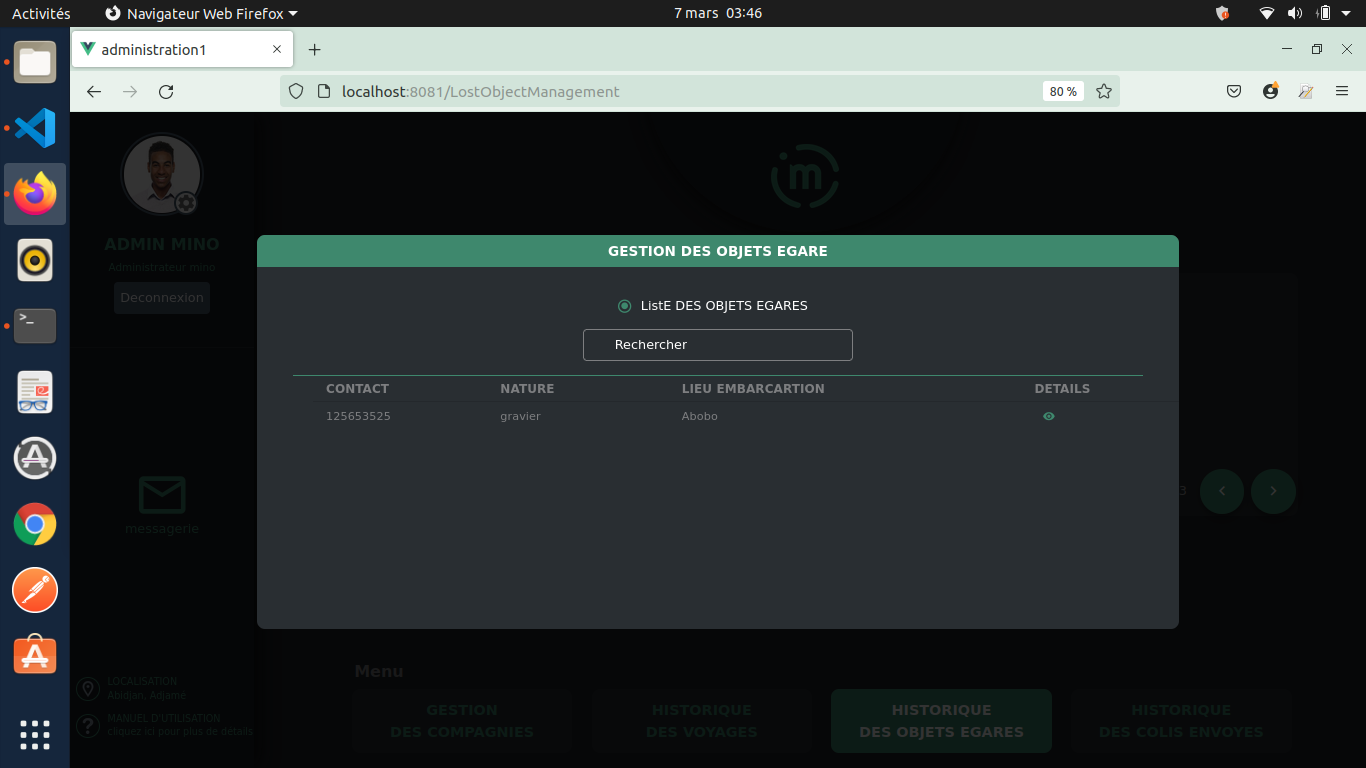 Activités
Navigateur Web Firefox
7 mars 03:46
administration1
localhost:8081/LostObjectManagement
80 %
im
ADMIN MINO
Administrateur mino
Deconnexion
GESTION DES OBJETS EGARE
ListE DES OBJETS EGARES
Rechercher
CONTACT NATURE LIEU EMBARCARTION DETAILS
125653525 gravier Abobo
3
messagerie
Menu
LOCALISATION
Abidjan, Adjamé
MANUEL D'UTILISATION
cliquez ici pour plus de détails
GESTION
DES COMPAGNIES
HISTORIQUE
DES VOYAGES
HISTORIQUE
DES OBJETS EGARES
HISTORIQUE
DES COLIS ENVOYES